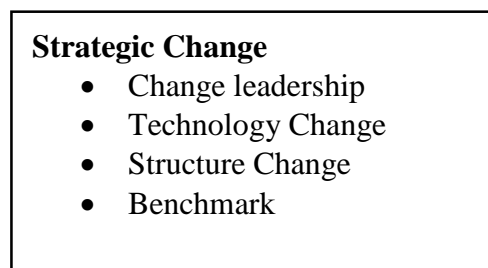 Strategic Change
• Change leadership
• Technology Change
• Structure Change
• Benchmark